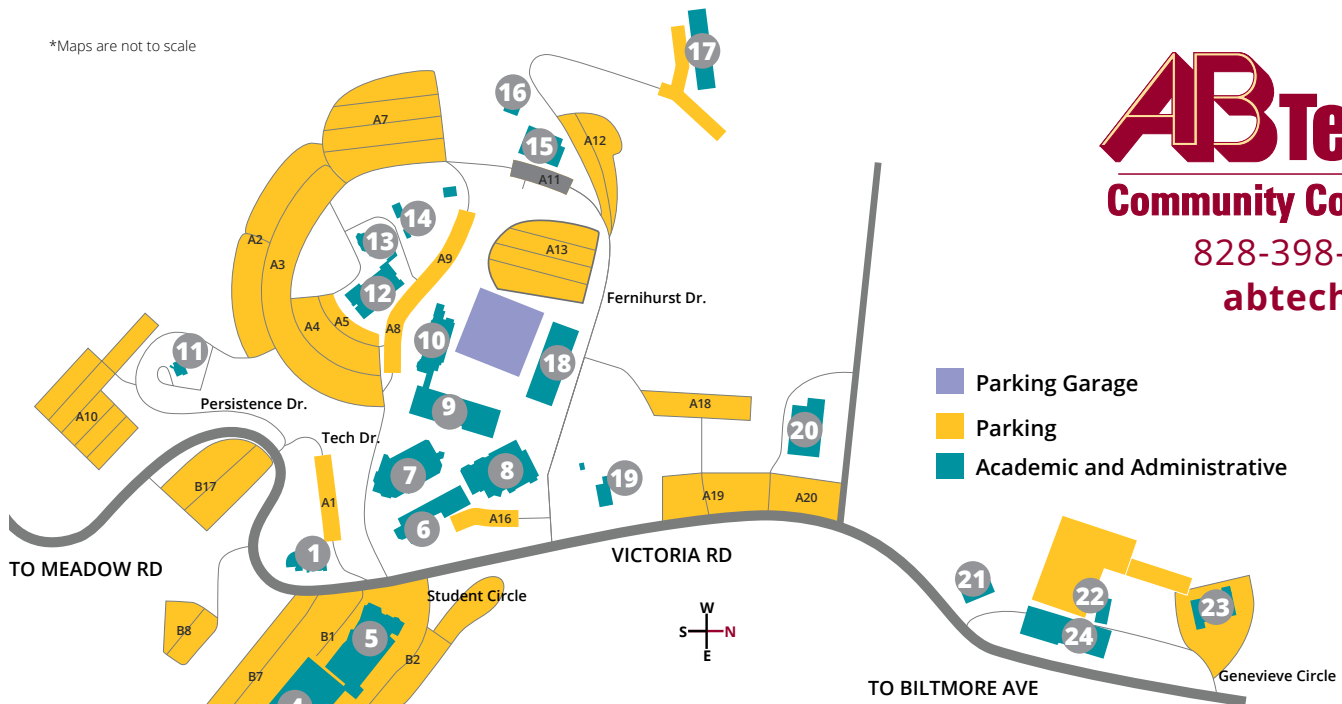 *Maps are not to scale
17
16
A7
15
A12
A11
14
13
A2
A3
A9
A13
12
Fernihurst Dr.
A4
A5
A8
10
18
11
Persistence Dr.
A10
9
A18
20
Tech Dr.
7
8
19
B17
A1
A19
A20
6
A16
1
VICTORIA RD
TO MEADOW RD
Student Circle
21
22
23
24
B8
B1
5
B2
B7
W
S N
E
Genevieve Circle
TO BILTMORE AVE
AB
Community
828-398-
abtech
Parking Garage
Parking
Academic and Administrative